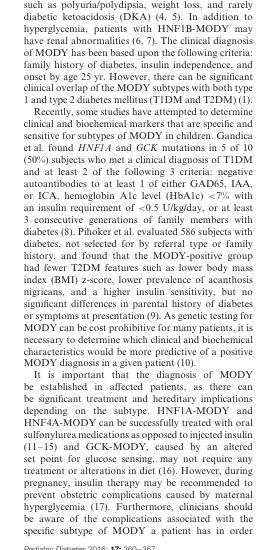 such as polyuria/polydipsia, weight loss, and rarely
diabetic ketoacidosis (DKA) (4, 5). In addition to
hyperglycemia, patients with HNF1B-MODY may
have renal abnormalities (6, 7). The clinical diagnosis
of MODY has been based upon the following criteria:
family history of diabetes, insulin independence, and
onset by age 25 yr. However, there can be significant
clinical overlap of the MODY subtypes with both type
1 and type 2 diabetes mellitus (T1DM and T2DM) (1).
Recently, some studies have attempted to determine
clinical and biochemical markers that are specific and
sensitive for subtypes of MODY in children. Gandica
et al. found HNF1A and GCK mutations in 5 of 10
(50%) subjects who met a clinical diagnosis of T1DM
and at least 2 of the following 3 criteria: negative
autoantibodies to at least 1 of either GAD65, IAA,
or ICA, hemoglobin A1c level (HbA1c) <7% with
an insulin requirement of <0.5 U/kg/day, or at least
3 consecutive generations of family members with
diabetes (8). Pihoker et al. evaluated 586 subjects with
diabetes, not selected for by referral type or family
history, and found that the MODY-positive group
had fewer T2DM features such as lower body mass
index (BMI) z-score, lower prevalence of acanthosis
nigricans, and a higher insulin sensitivity, but no
significant differences in parental history of diabetes
or symptoms at presentation (9). As genetic testing for
MODY can be cost prohibitive for many patients, it is
necessary to determine which clinical and biochemical
characteristics would be more predictive of a positive
MODY diagnosis in a given patient (10).
It is important that the diagnosis of MODY
be established in affected patients, as there can
be significant treatment and hereditary implications
depending on the subtype. HNF1A-MODY and
HNF4A-MODY can be successfully treated with oral
sulfonylurea medications as opposed to injected insulin
(11–15) and GCK-MODY, caused by an altered
set point for glucose sensing, may not require any
treatment or alterations in diet (16). However, during
pregnancy, insulin therapy may be recommended to
prevent obstetric complications caused by maternal
hyperglycemia (17). Furthermore, clinicians should
be aware of the complications associated with the
specific subtype of MODY a patient has in order
Pediatric Diabetes 2016: 17: 360–367